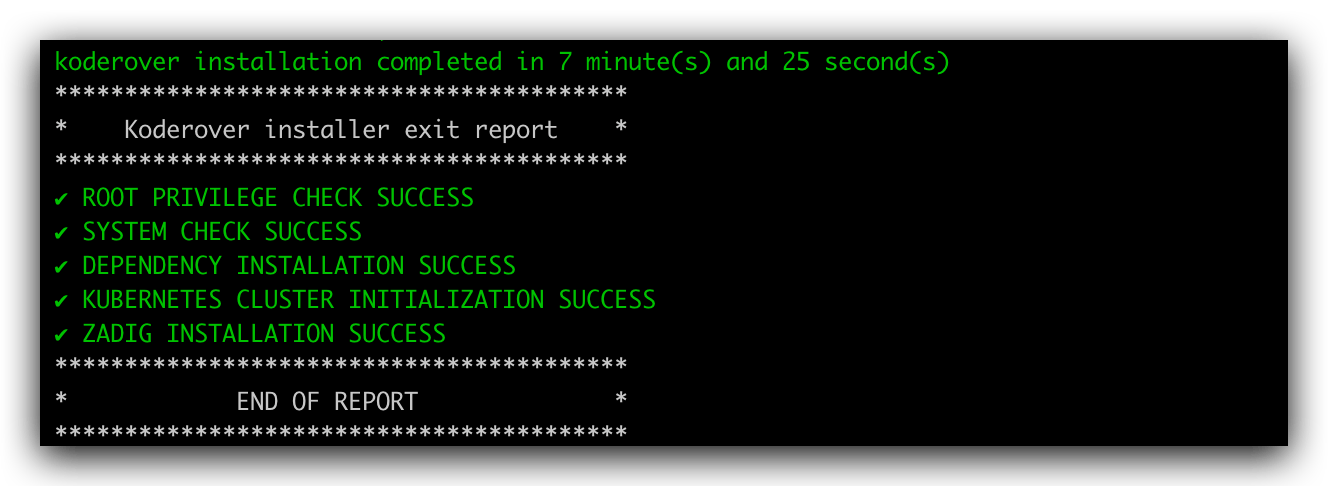 koderover installation completed in 7 minute(s) and 25 second(s)
*****************************************
*    Koderover installer exit report    *
*****************************************
✔ ROOT PRIVILEGE CHECK SUCCESS
✔ SYSTEM CHECK SUCCESS
✔ DEPENDENCY INSTALLATION SUCCESS
✔ KUBERNETES CLUSTER INITIALIZATION SUCCESS
✔ ZADIG INSTALLATION SUCCESS
*****************************************
*            END OF REPORT              *
*****************************************